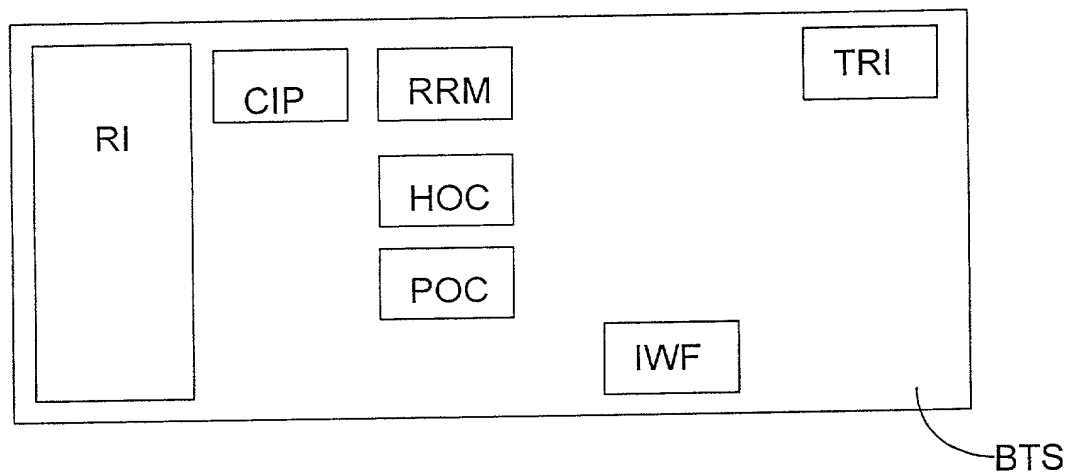 RI
CIP
RRM
TRI
HOC
POC
IWF
BTS